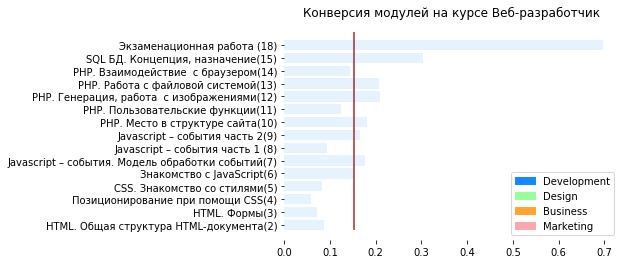 Конверсия модулей на курсе Веб-разработчик
Экзаменационная работа (18)
SQL БД. Концепция, назначение(15)
PHP. Взаимодействие  с браузером(14)
PHP. Работа с файловой системой(13)
PHP. Генерация, работа  с изображениями(12)
PHP. Пользовательские функции(11)
PHP. Место в структуре сайта(10)
Javascript – события часть 2(9)
Javascript – события часть 1 (8)
Javascript – события. Модель обработки событий(7)
Знакомство с JavaScript(6)
CSS. Знакомство со стилями(5)
Позиционирование при помощи CSS(4)
HTML. Формы(3)
HTML. Общая структура HTML-документа(2)
Development
Design
Business
Marketing
0.0 0.1 0.2 0.3 0.4 0.5 0.6 0.7